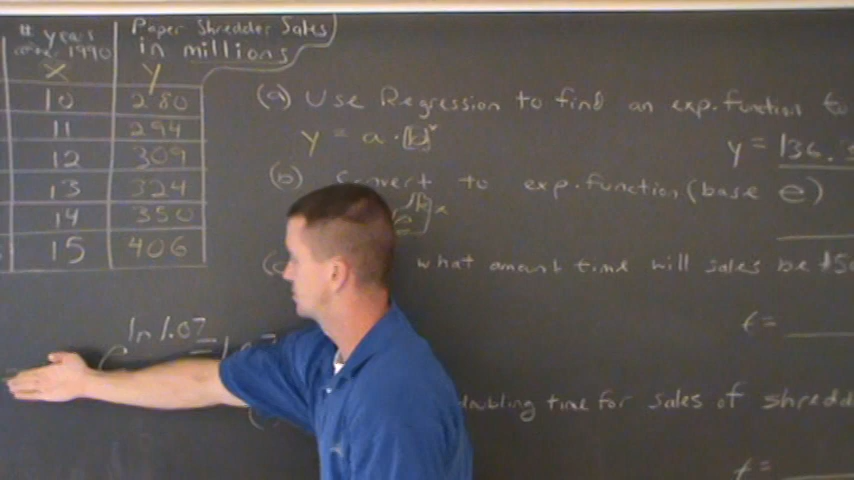 # years Paper Shredder Sales
since 1990 in millions
x y
10 280
11 294
12 309
13 324
14 350
15 406
(a) Use Regression to find an exp. function to
y = a · [b]ˣ
y = 136.3
(b) Convert to exp. function (base e)
what amount time will sales be $50
t =
e^ln 1.07 =
doubling time for sales of shredd
t =